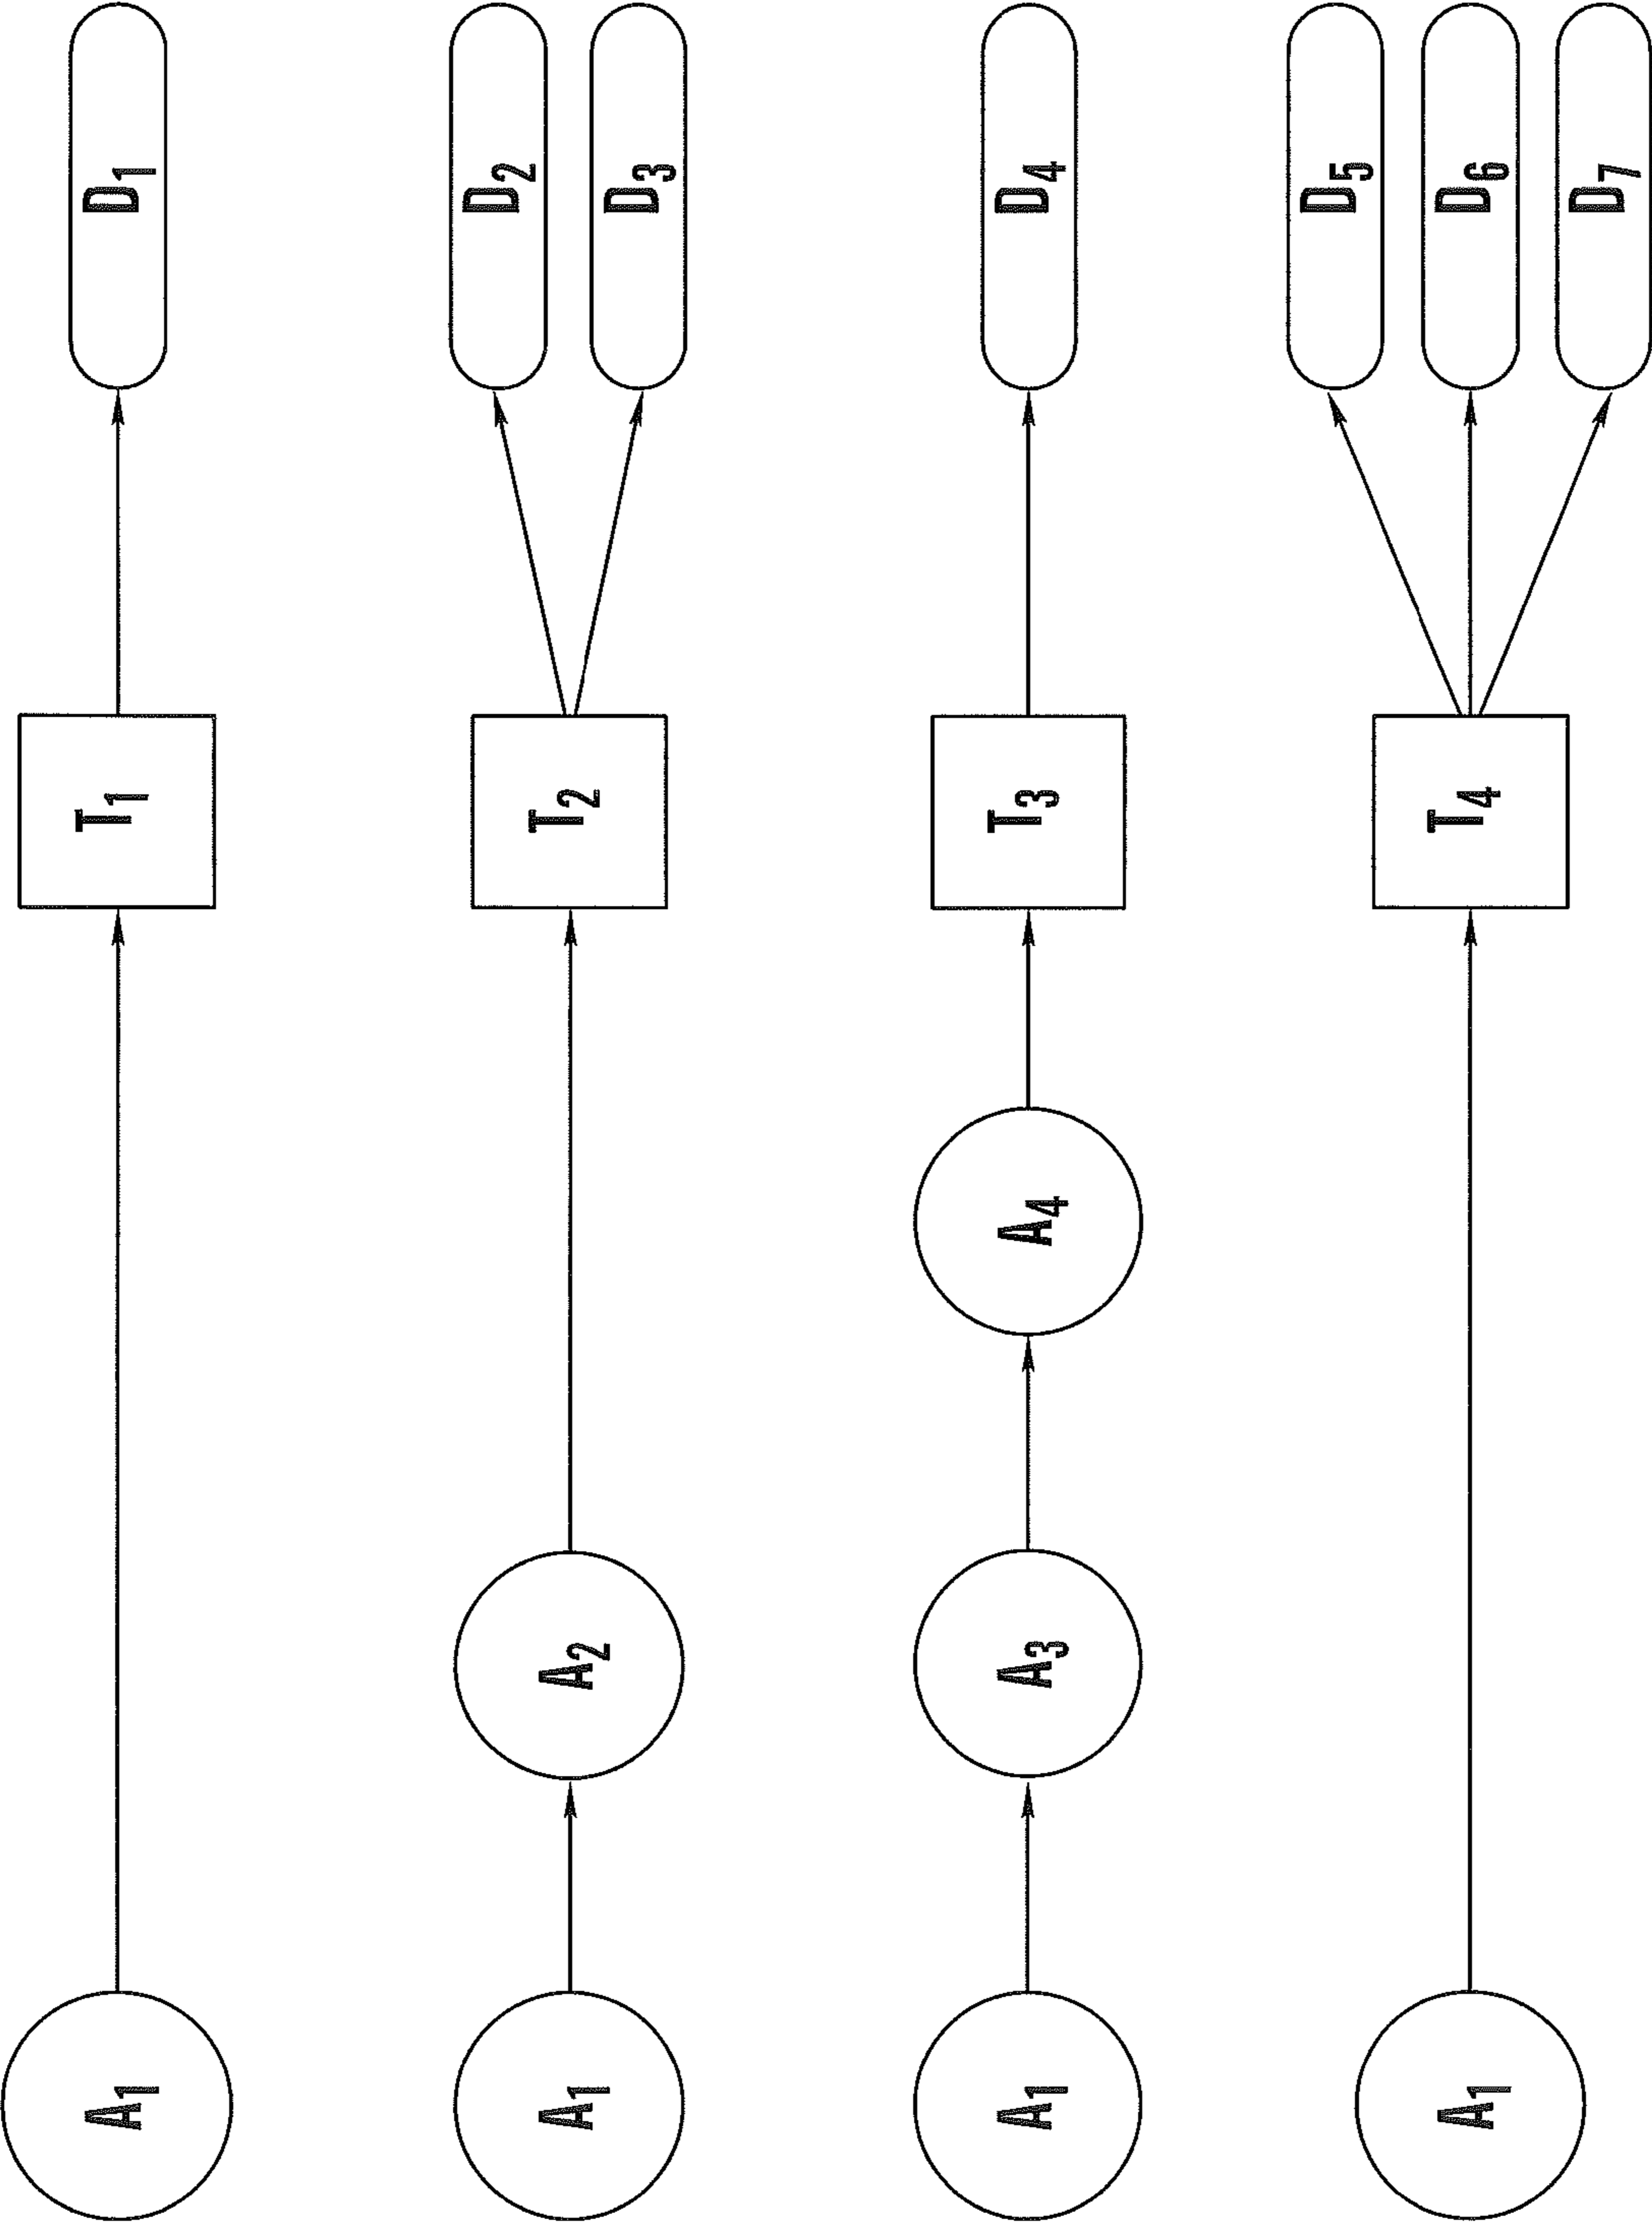 A₁ T₁ D₁
A₁ A₂ T₂ D₂
D₃
A₁ A₃ A₄ T₃ D₄
D₅
A₁ T₄ D₆
D₇